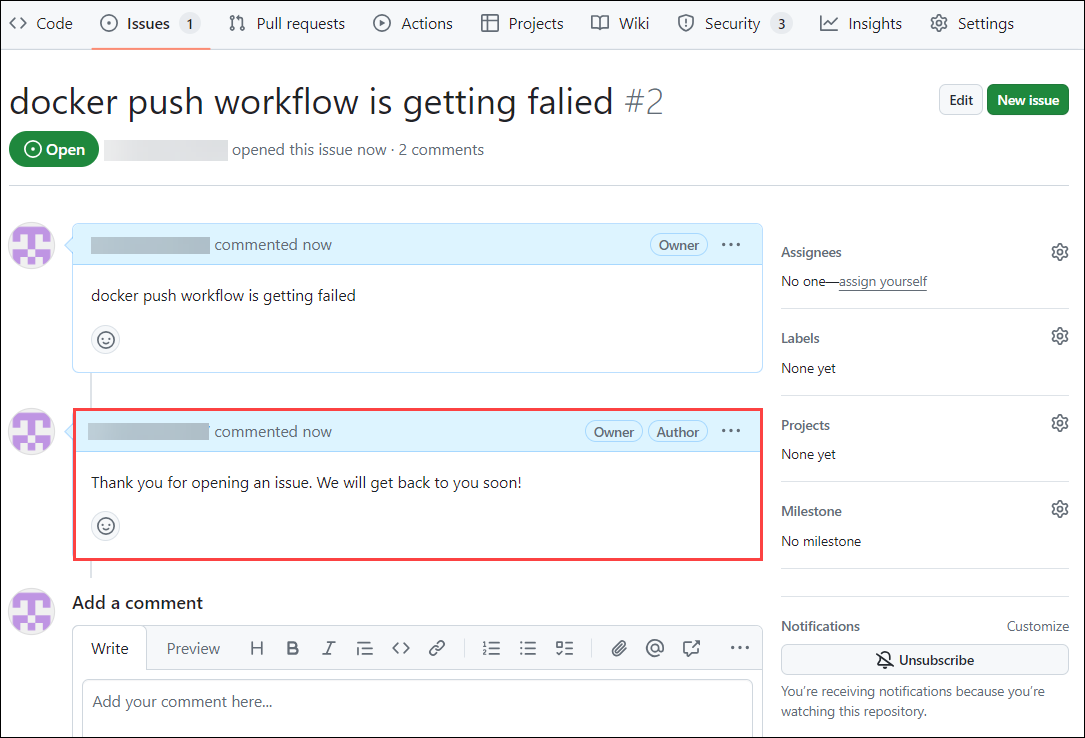 Code Issues 1 Pull requests Actions Projects Wiki Security 3 Insights Settings
docker push workflow is getting falied #2
Edit New issue
Open opened this issue now · 2 comments
commented now Owner ···
docker push workflow is getting failed
commented now Owner Author ···
Thank you for opening an issue. We will get back to you soon!
Add a comment
Write Preview H B I ···
Add your comment here...
Assignees
No one—assign yourself
Labels
None yet
Projects
None yet
Milestone
No milestone
Notifications Customize
Unsubscribe
You're receiving notifications because you're
watching this repository.